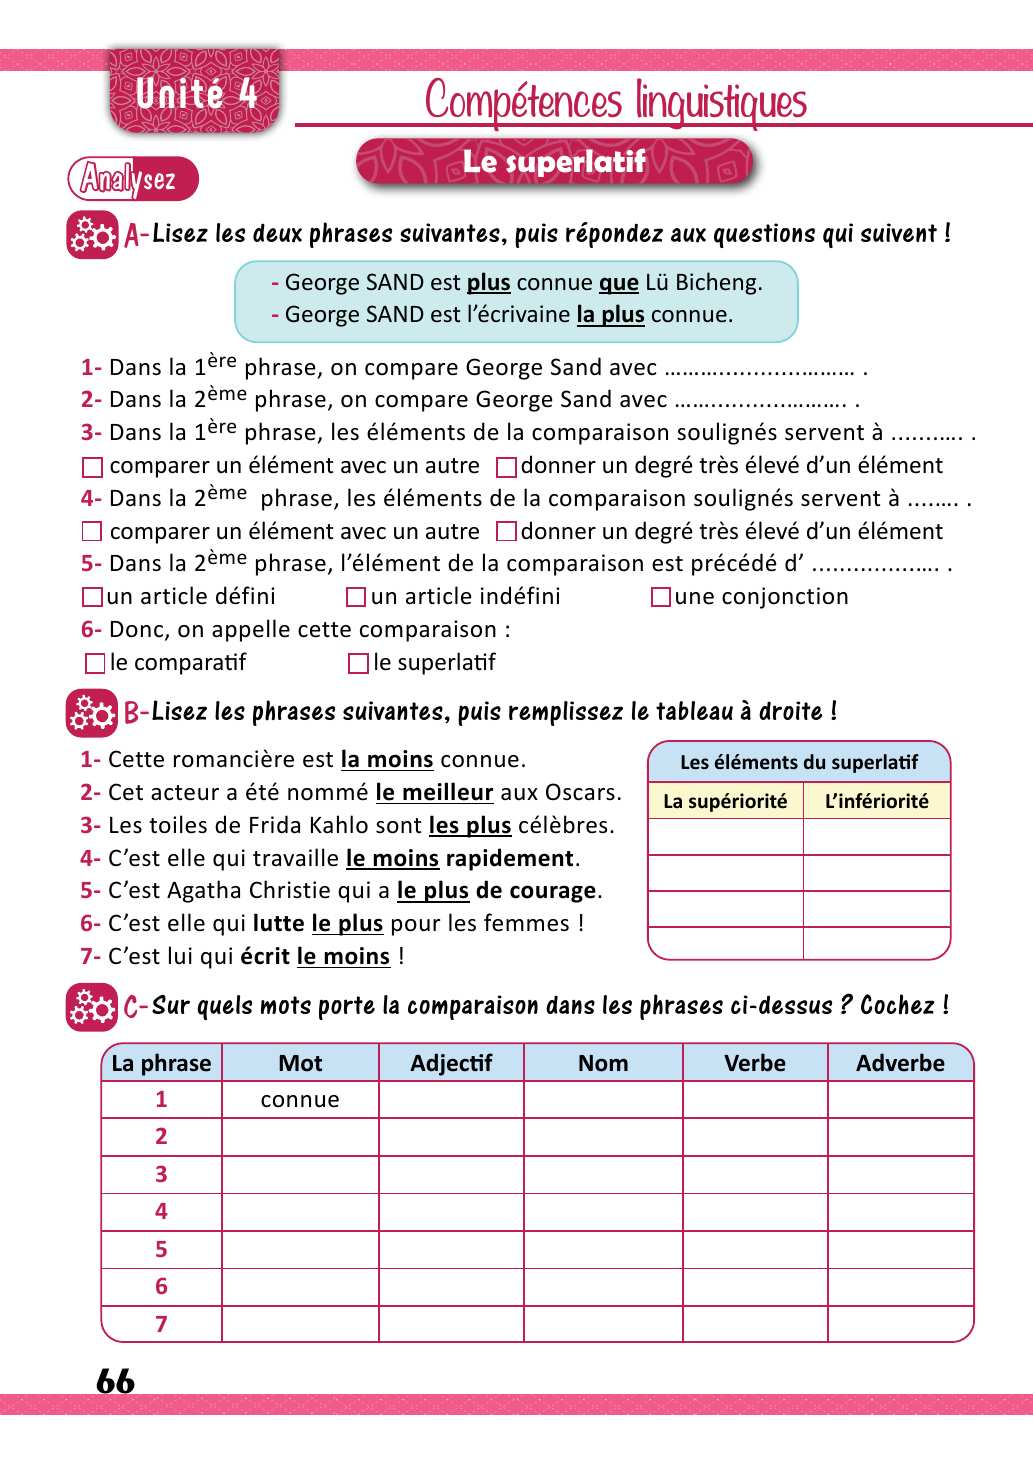 Unité 4
Compétences linguistiques
Le superlatif
Analysez
A- Lisez les deux phrases suivantes, puis répondez aux questions qui suivent !
- George SAND est plus connue que Lü Bicheng.
- George SAND est l’écrivaine la plus connue.
1- Dans la 1ère phrase, on compare George Sand avec ........................... .
2- Dans la 2ème phrase, on compare George Sand avec ......................... .
3- Dans la 1ère phrase, les éléments de la comparaison soulignés servent à ........... .
comparer un élément avec un autre donner un degré très élevé d’un élément
4- Dans la 2ème phrase, les éléments de la comparaison soulignés servent à ........ .
comparer un élément avec un autre donner un degré très élevé d’un élément
5- Dans la 2ème phrase, l’élément de la comparaison est précédé d’ ................... .
un article défini un article indéfini une conjonction
6- Donc, on appelle cette comparaison :
le comparatif le superlatif
B- Lisez les phrases suivantes, puis remplissez le tableau à droite !
1- Cette romancière est la moins connue.
2- Cet acteur a été nommé le meilleur aux Oscars.
3- Les toiles de Frida Kahlo sont les plus célèbres.
4- C’est elle qui travaille le moins rapidement.
5- C’est Agatha Christie qui a le plus de courage.
6- C’est elle qui lutte le plus pour les femmes !
7- C’est lui qui écrit le moins !
Les éléments du superlatif
La supériorité L’infériorité
C- Sur quels mots porte la comparaison dans les phrases ci-dessus ? Cochez !
La phrase Mot Adjectif Nom Verbe Adverbe
1 connue
2
3
4
5
6
7
66